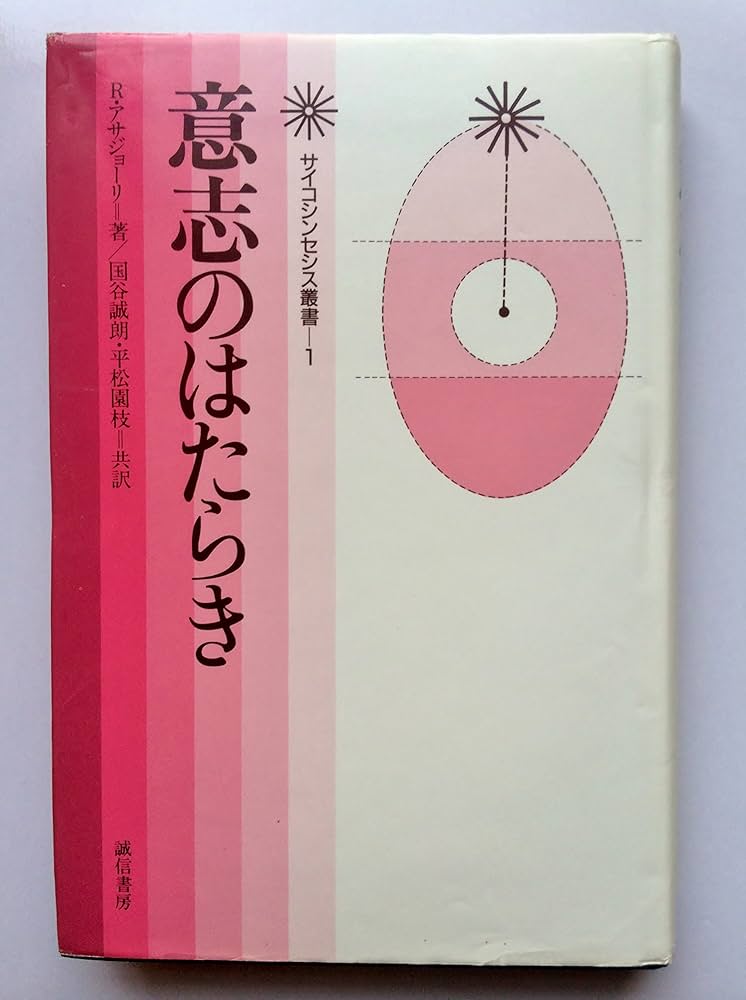 サイコシンセシス叢書―1
意志のはたらき
R・アサジョーリ＝著／国谷誠朗・平松園枝＝共訳
誠信書房